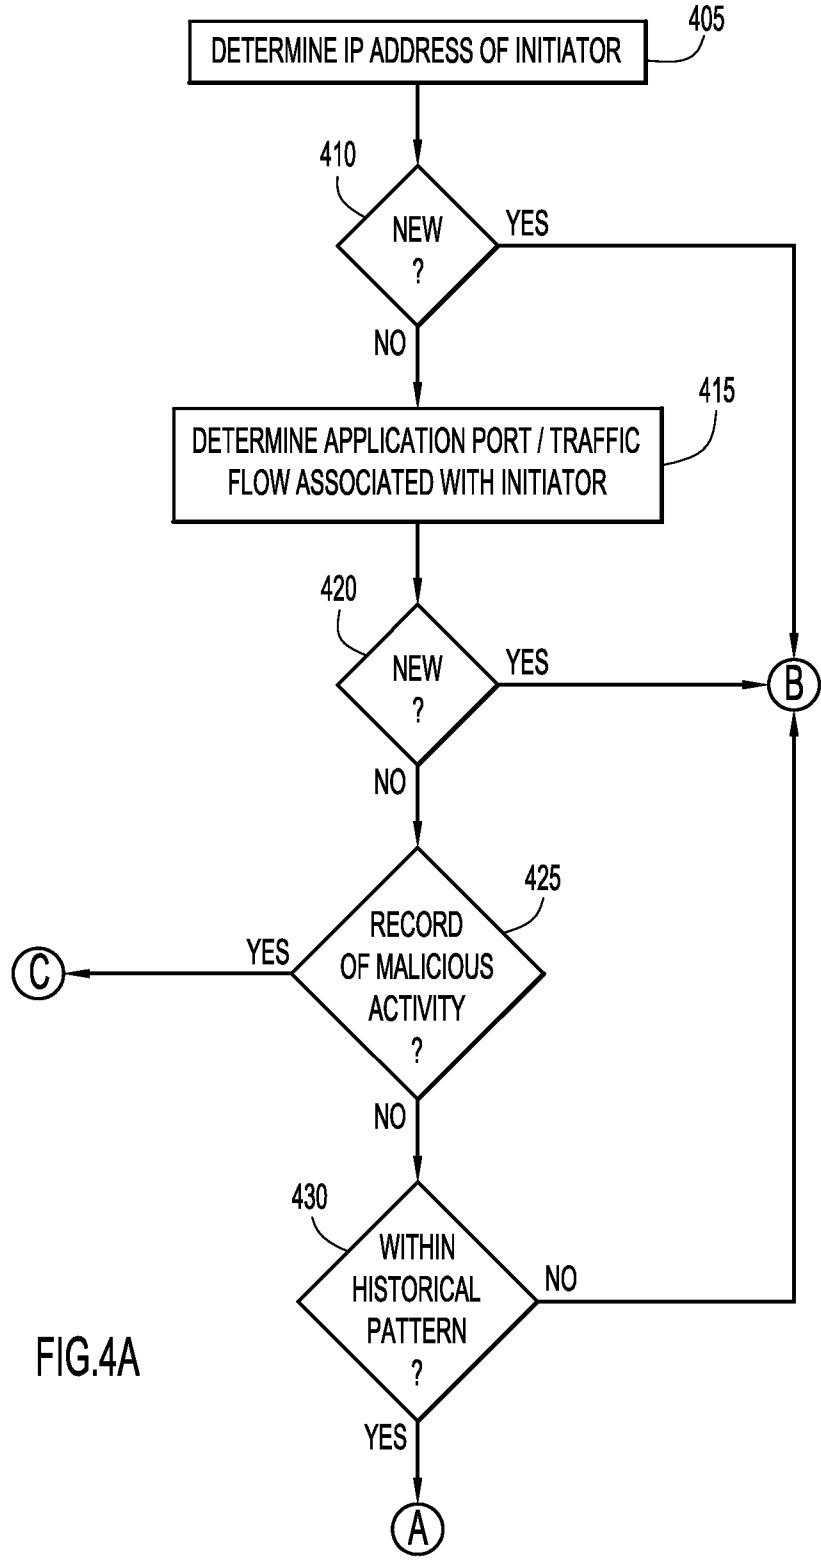 405
DETERMINE IP ADDRESS OF INITIATOR
410
NEW
?
YES
NO
415
DETERMINE APPLICATION PORT / TRAFFIC
FLOW ASSOCIATED WITH INITIATOR
420
NEW
?
YES
B
NO
425
RECORD
OF MALICIOUS
ACTIVITY
?
YES
C
NO
430
WITHIN
HISTORICAL
PATTERN
?
NO
FIG.4A
YES
A